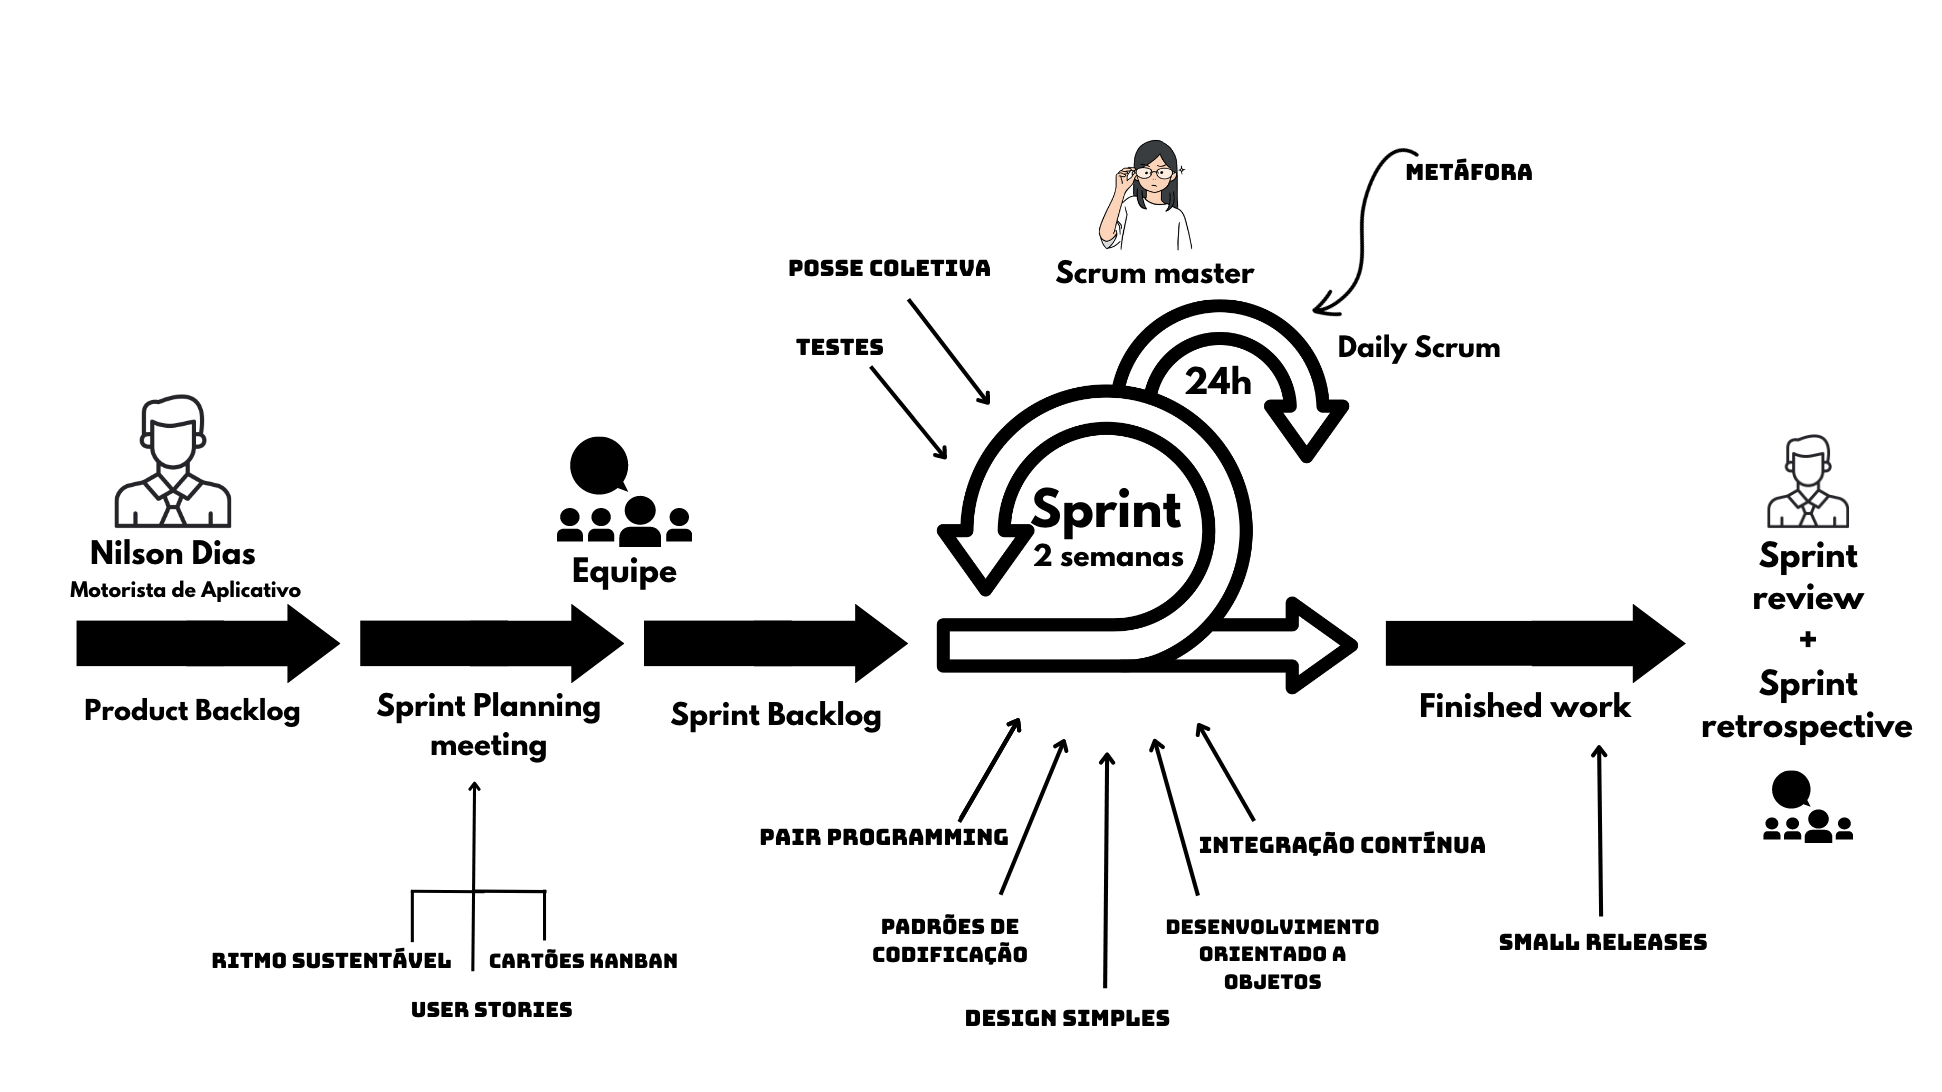 METÁFORA
POSSE COLETIVA
Scrum master
TESTES
Daily Scrum
24h
Sprint
2 semanas
Nilson Dias
Motorista de Aplicativo
Equipe
Product Backlog
Sprint Planning
meeting
Sprint Backlog
Finished work
Sprint
review
+
Sprint
retrospective
PAIR PROGRAMMING
INTEGRAÇÃO CONTÍNUA
PADRÕES DE
CODIFICAÇÃO
DESENVOLVIMENTO
ORIENTADO A
OBJETOS
DESIGN SIMPLES
SMALL RELEASES
RITMO SUSTENTÁVEL
CARTÕES KANBAN
USER STORIES